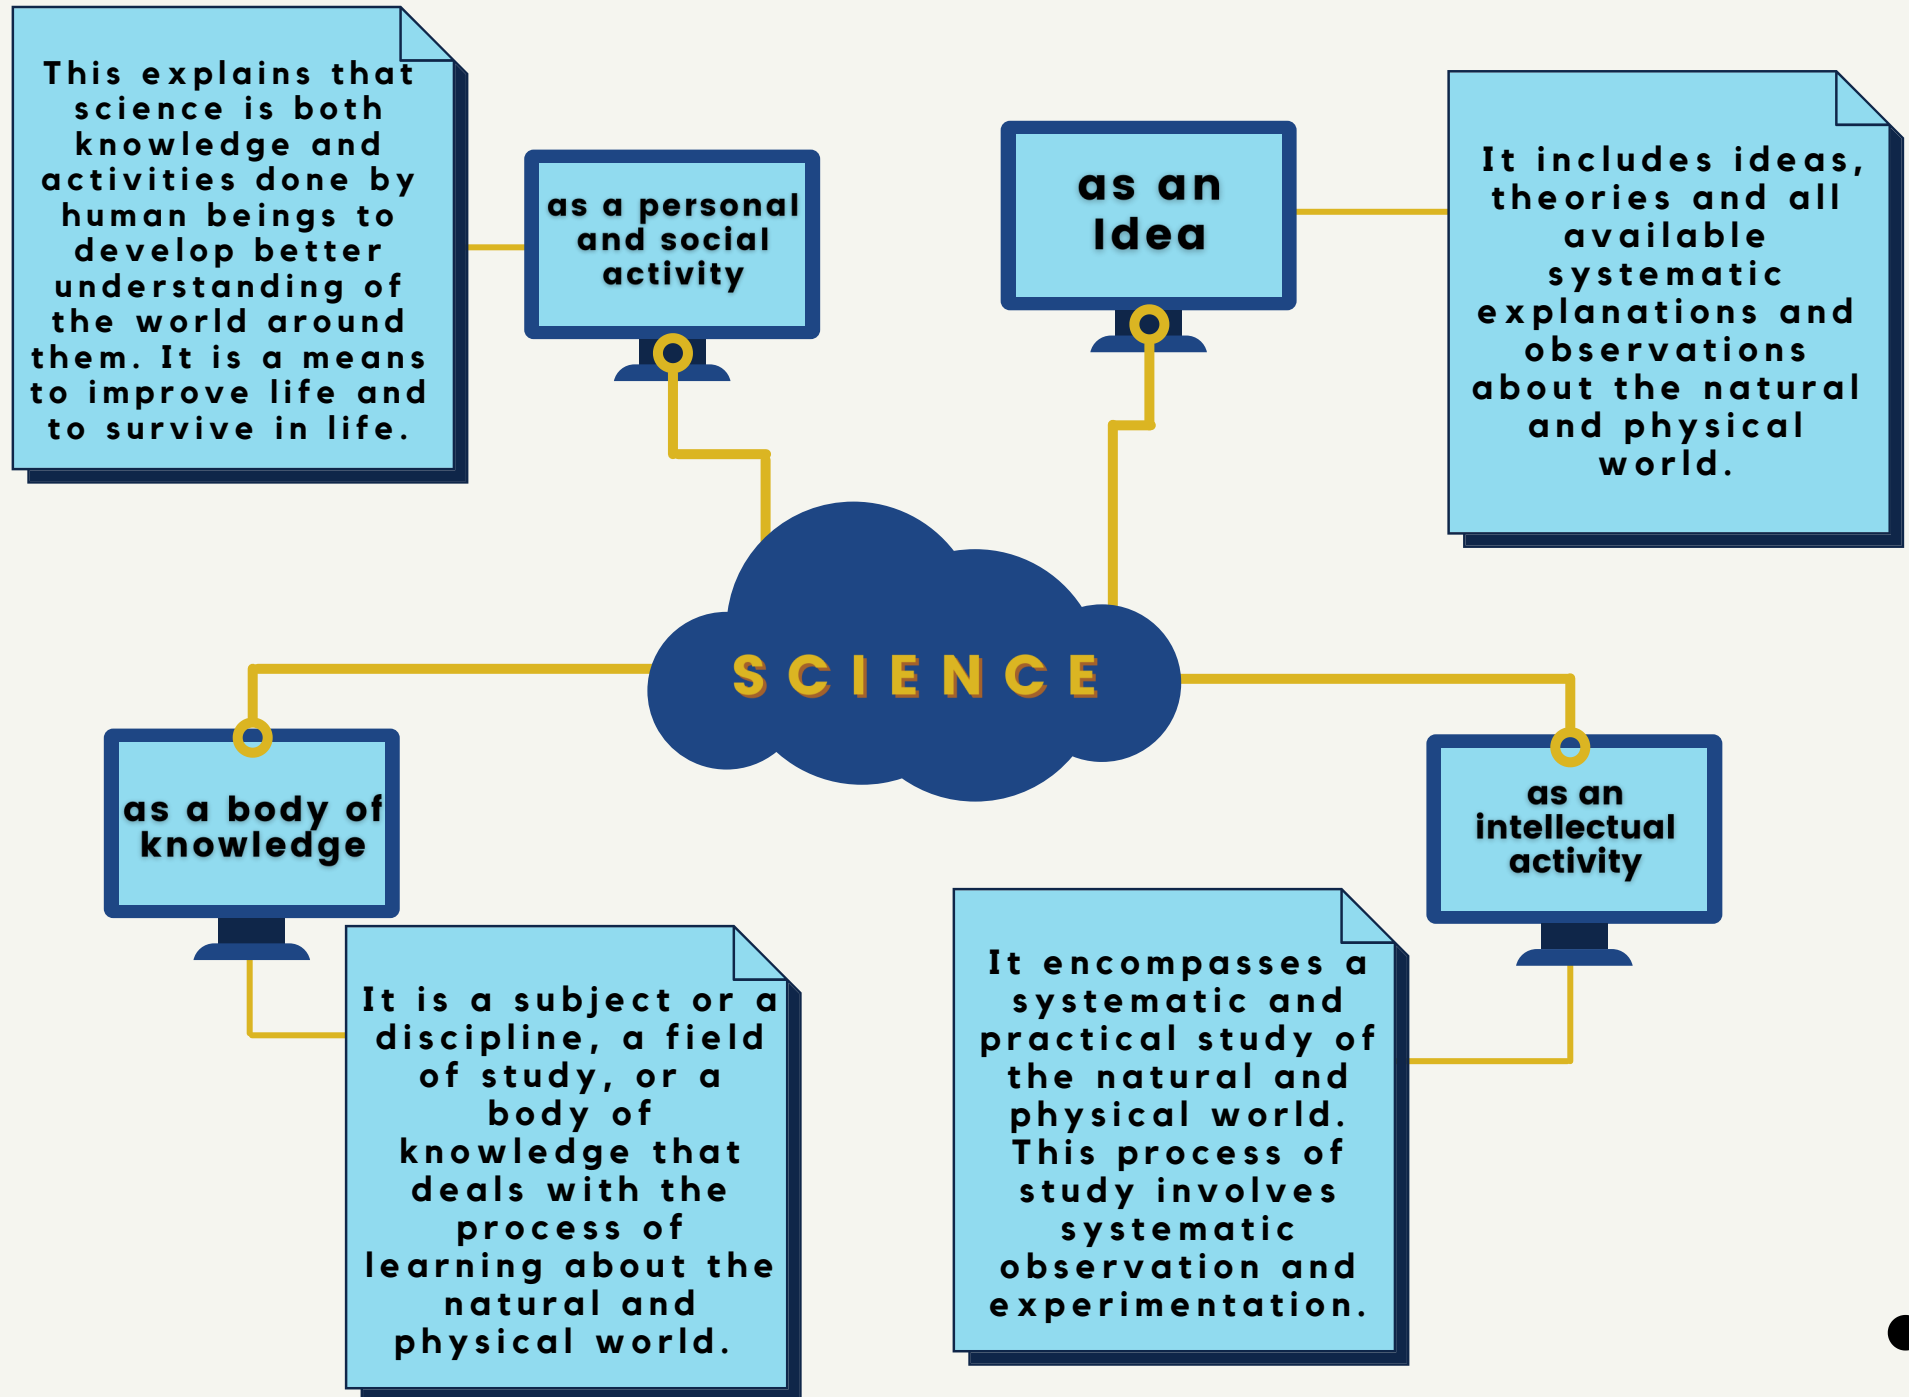 This explains that
science is both
knowledge and
activities done by
human beings to
develop better
understanding of
the world around
them. It is a means
to improve life and
to survive in life.
as a personal
and social
activity
as an
Idea
It includes ideas,
theories and all
available
systematic
explanations and
observations
about the natural
and physical
world.
SCIENCE
as a body of
knowledge
It is a subject or a
discipline, a field
of study, or a
body of
knowledge that
deals with the
process of
learning about the
natural and
physical world.
as an
intellectual
activity
It encompasses a
systematic and
practical study of
the natural and
physical world.
This process of
study involves
systematic
observation and
experimentation.